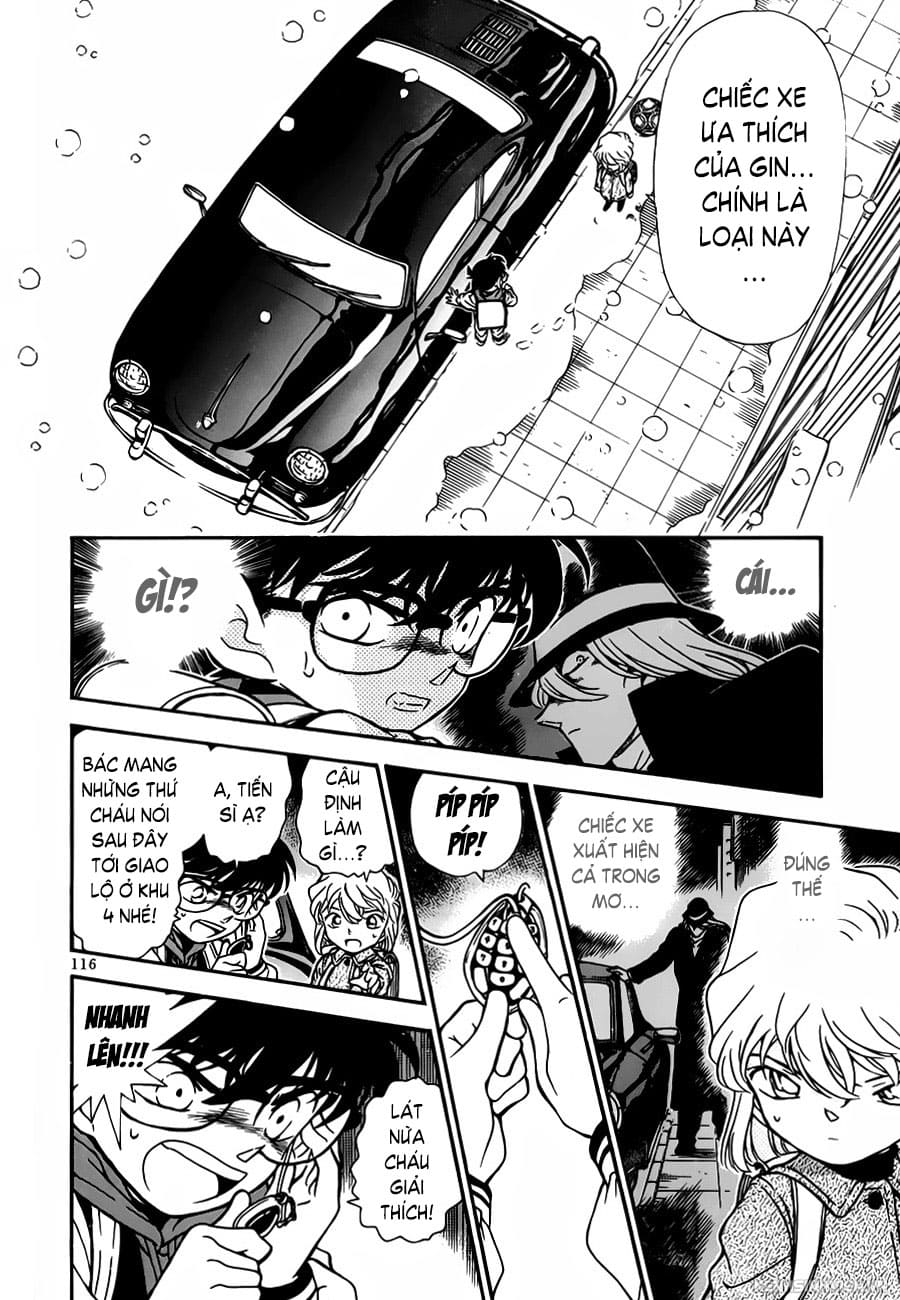 CHIẾC XE
ƯA THÍCH
CỦA GIN...
CHÍNH LÀ
LOẠI NÀY
...
CÁI...
GÌ!?
ĐÚNG
THẾ
...
CHIẾC XE
XUẤT HIỆN
CẢ TRONG
MƠ...
PÍP PÍP
PÍP!
CẬU
ĐỊNH
LÀM
GÌ...?
A, TIẾN
SĨ Ạ?
BÁC MANG
NHỮNG THỨ
CHÁU NÓI
SAU ĐÂY
TỚI GIAO
LỘ Ở KHU
4 NHÉ!
116
NHANH
LÊN!!!
LÁT
NỮA
CHÁU
GIẢI
THÍCH!